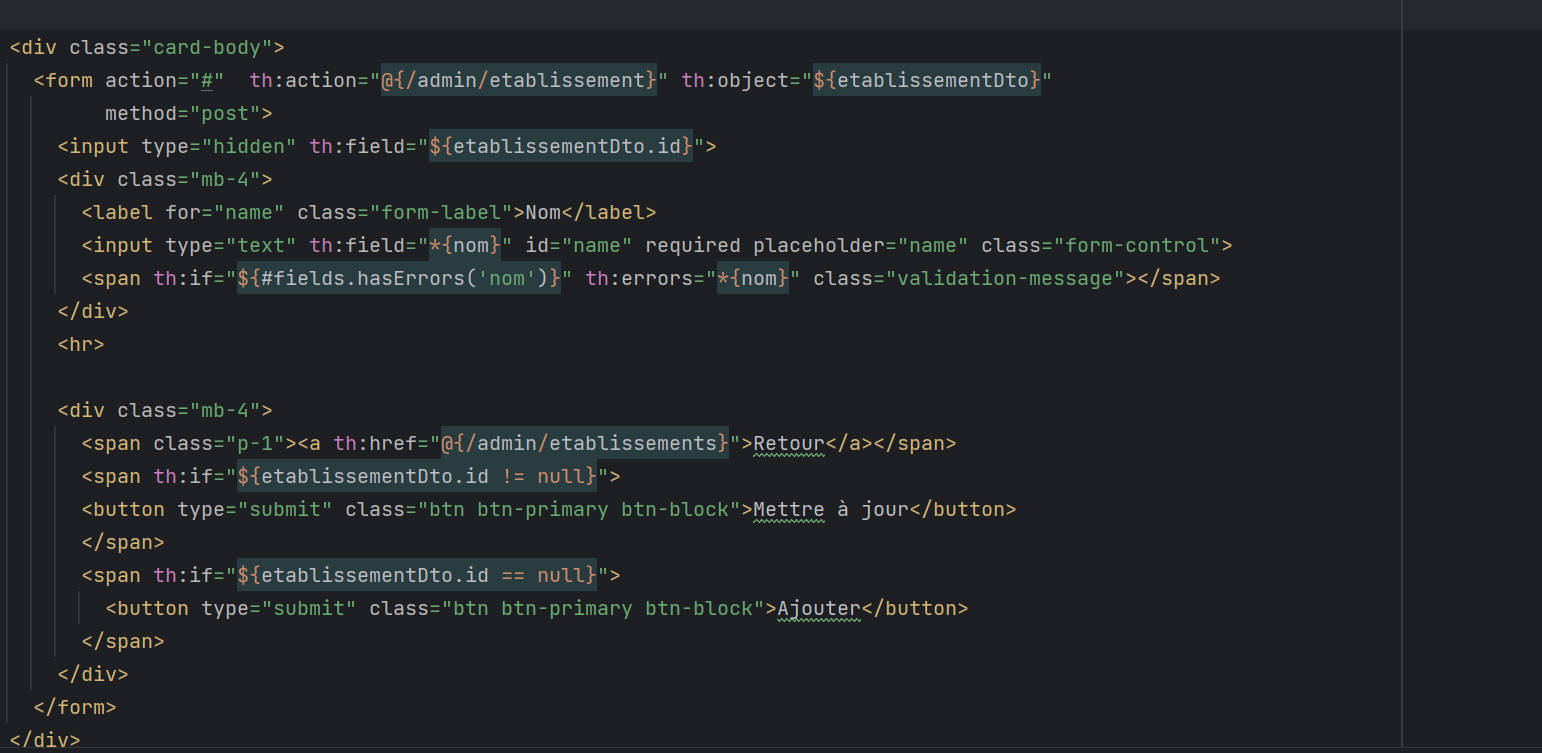 <div class="card-body">
<form action="#"  th:action="@{/admin/etablissement}" th:object="${etablissementDto}"
method="post">
<input type="hidden" th:field="${etablissementDto.id}">
<div class="mb-4">
<label for="name" class="form-label">Nom</label>
<input type="text" th:field="*{nom}" id="name" required placeholder="name" class="form-control">
<span th:if="${#fields.hasErrors('nom')}" th:errors="*{nom}" class="validation-message"></span>
</div>
<hr>
<div class="mb-4">
<span class="p-1"><a th:href="@{/admin/etablissements}">Retour</a></span>
<span th:if="${etablissementDto.id != null}">
<button type="submit" class="btn btn-primary btn-block">Mettre à jour</button>
</span>
<span th:if="${etablissementDto.id == null}">
<button type="submit" class="btn btn-primary btn-block">Ajouter</button>
</span>
</div>
</form>
</div>